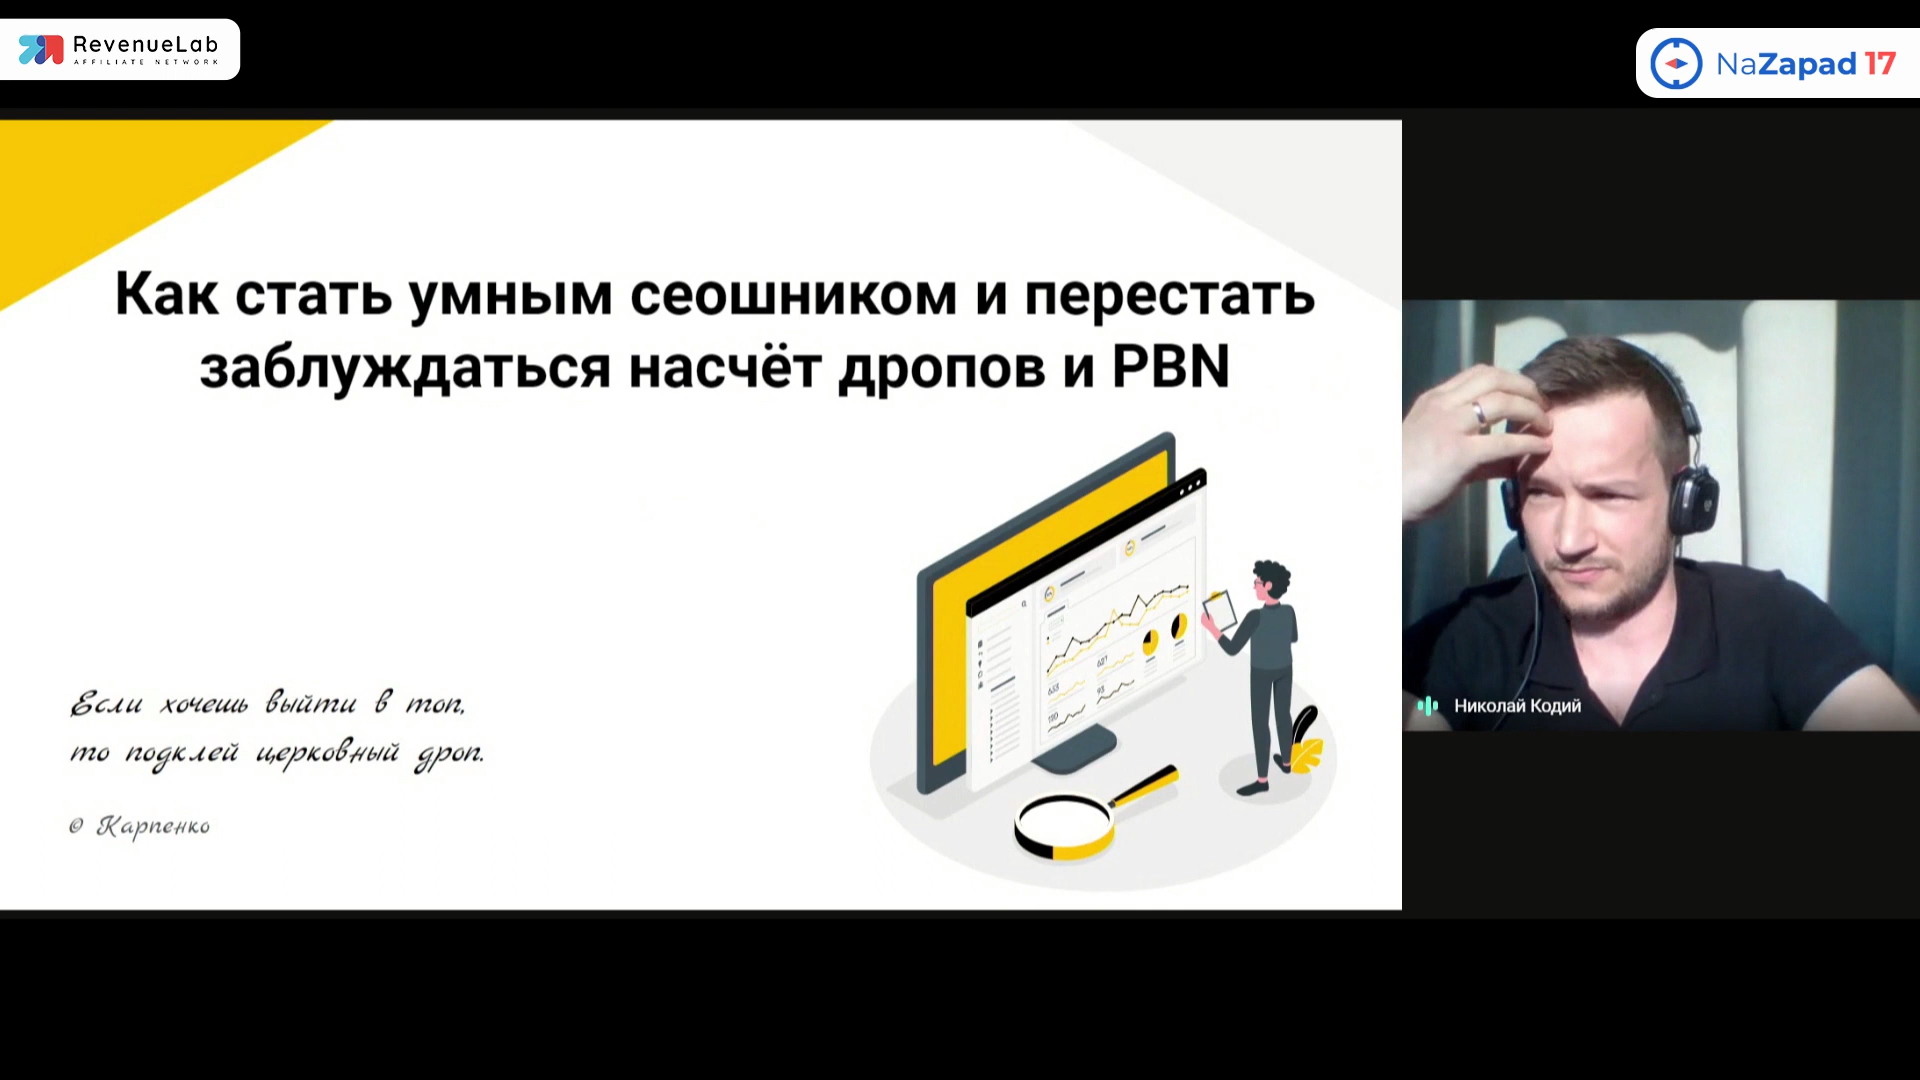 RevenueLab
AFFILIATE NETWORK
NaZapad 17
Как стать умным сеошником и перестать
заблуждаться насчёт дропов и PBN
Если хочешь выйти в топ,
то подклей церковный дроп.
© Карпенко
Николай Кодий